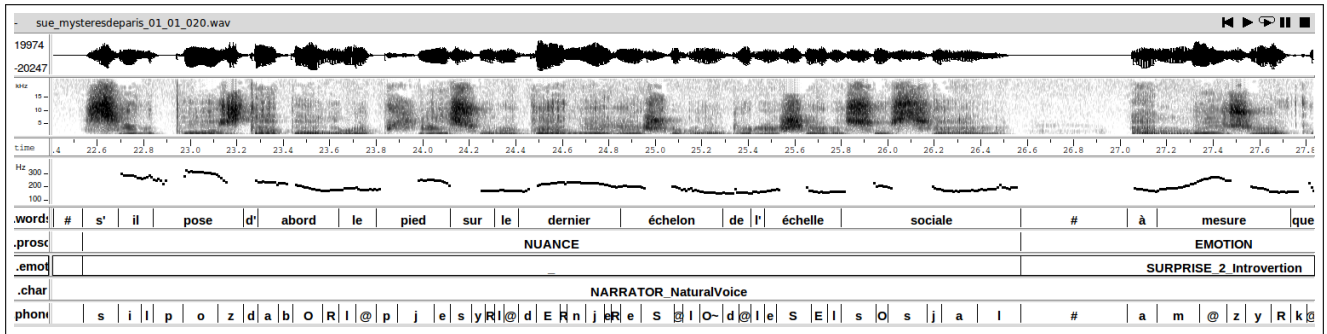 - sue_mysteresdeparis_01_01_020.wav
19974
-20247
kHz
15
10
5
time .4 22.6 22.8 23.0 23.2 23.4 23.6 23.8 24.0 24.2 24.4 24.6 24.8 25.0 25.2 25.4 25.6 25.8 26.0 26.2 26.4 26.6 26.8 27.0 27.2 27.4 27.6 27.8
Hz 300
200
100
.words # s' il pose d' abord le pied sur le dernier échelon de l' échelle sociale # à mesure que
.proso NUANCE EMOTION
.emot _ SURPRISE_2_Introvertion
.char NARRATOR_NaturalVoice
phon s i l p o z d a b O R l @ p j e s y R l @ d E R n j e R e S @ l O~ d @ l e S E l s O s j a l # a m @ z y R k @